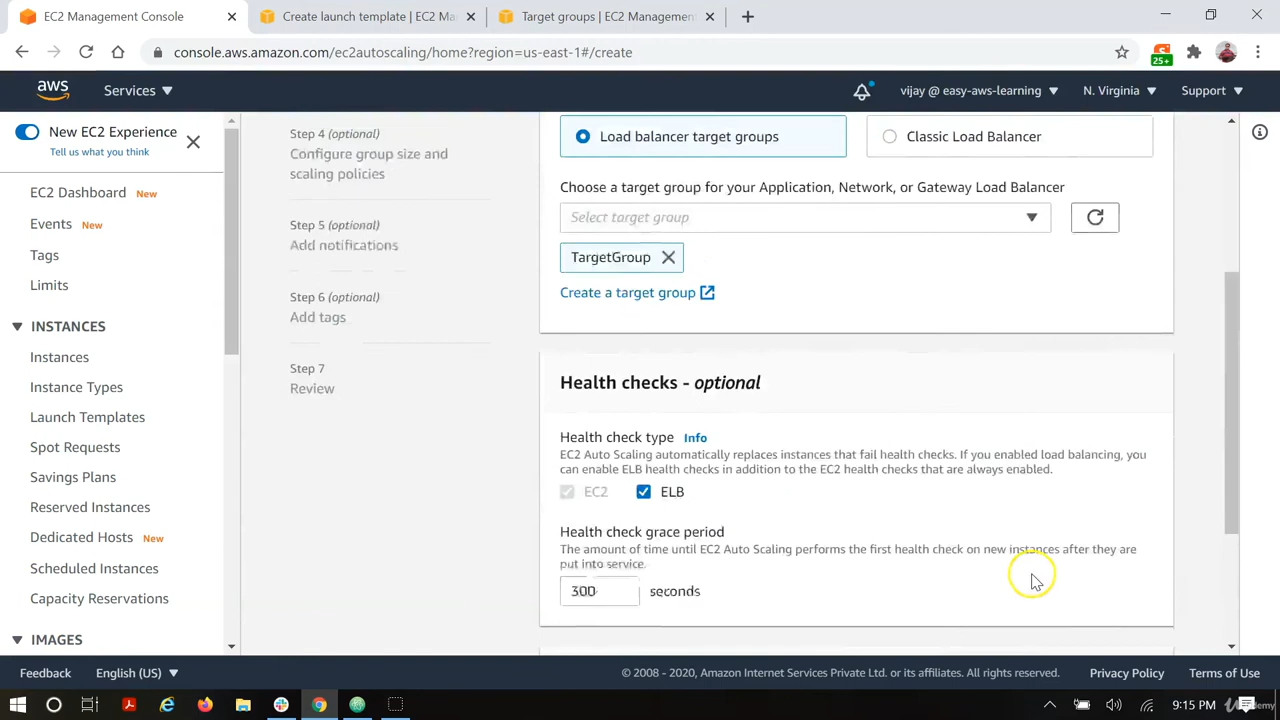 EC2 Management Console
Create launch template | EC2 Ma
Target groups | EC2 Managemen
console.aws.amazon.com/ec2autoscaling/home?region=us-east-1#/create
25+
aws
Services
vijay @ easy-aws-learning
N. Virginia
Support
New EC2 Experience
Tell us what you think
EC2 Dashboard New
Events New
Tags
Limits
INSTANCES
Instances
Instance Types
Launch Templates
Spot Requests
Savings Plans
Reserved Instances
Dedicated Hosts New
Scheduled Instances
Capacity Reservations
IMAGES
Step 4 (optional)
Configure group size and
scaling policies
Step 5 (optional)
Add notifications
Step 6 (optional)
Add tags
Step 7
Review
Load balancer target groups
Classic Load Balancer
Choose a target group for your Application, Network, or Gateway Load Balancer
Select target group
TargetGroup
Create a target group
Health checks - optional
Health check type Info
EC2 Auto Scaling automatically replaces instances that fail health checks. If you enabled load balancing, you
can enable ELB health checks in addition to the EC2 health checks that are always enabled.
EC2
ELB
Health check grace period
The amount of time until EC2 Auto Scaling performs the first health check on new instances after they are
put into service.
300 seconds
Feedback
English (US)
© 2008 - 2020, Amazon Internet Services Private Ltd. or its affiliates. All rights reserved.
Privacy Policy
Terms of Use
9:15 PM